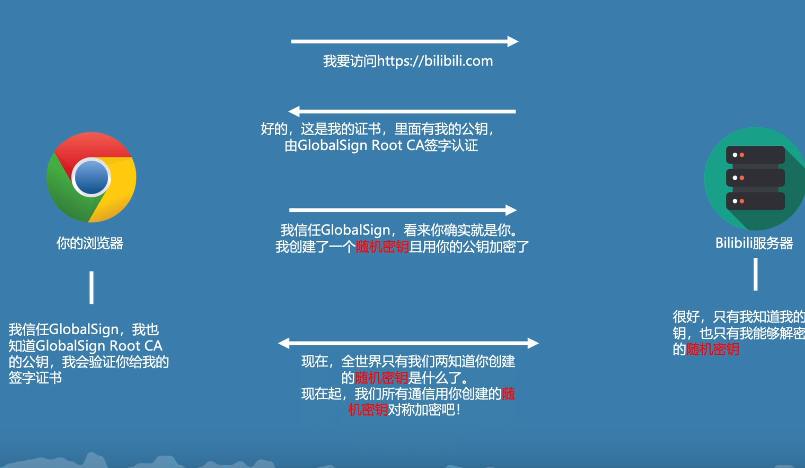 我要访问https://bilibili.com
好的，这是我的证书，里面有我的公钥，
由GlobalSign Root CA签字认证
你的浏览器
我信任GlobalSign，看来你确实就是你。
我创建了一个随机密钥且用你的公钥加密了
Bilibili服务器
我信任GlobalSign，我也
知道GlobalSign Root CA
的公钥，我会验证你给我的
签字证书
很好，只有我知道我的
钥，也只有我能够解密
的随机密钥
现在，全世界只有我们两知道你创建
的随机密钥是什么了。
现在起，我们所有通信用你创建的随
机密钥对称加密吧！